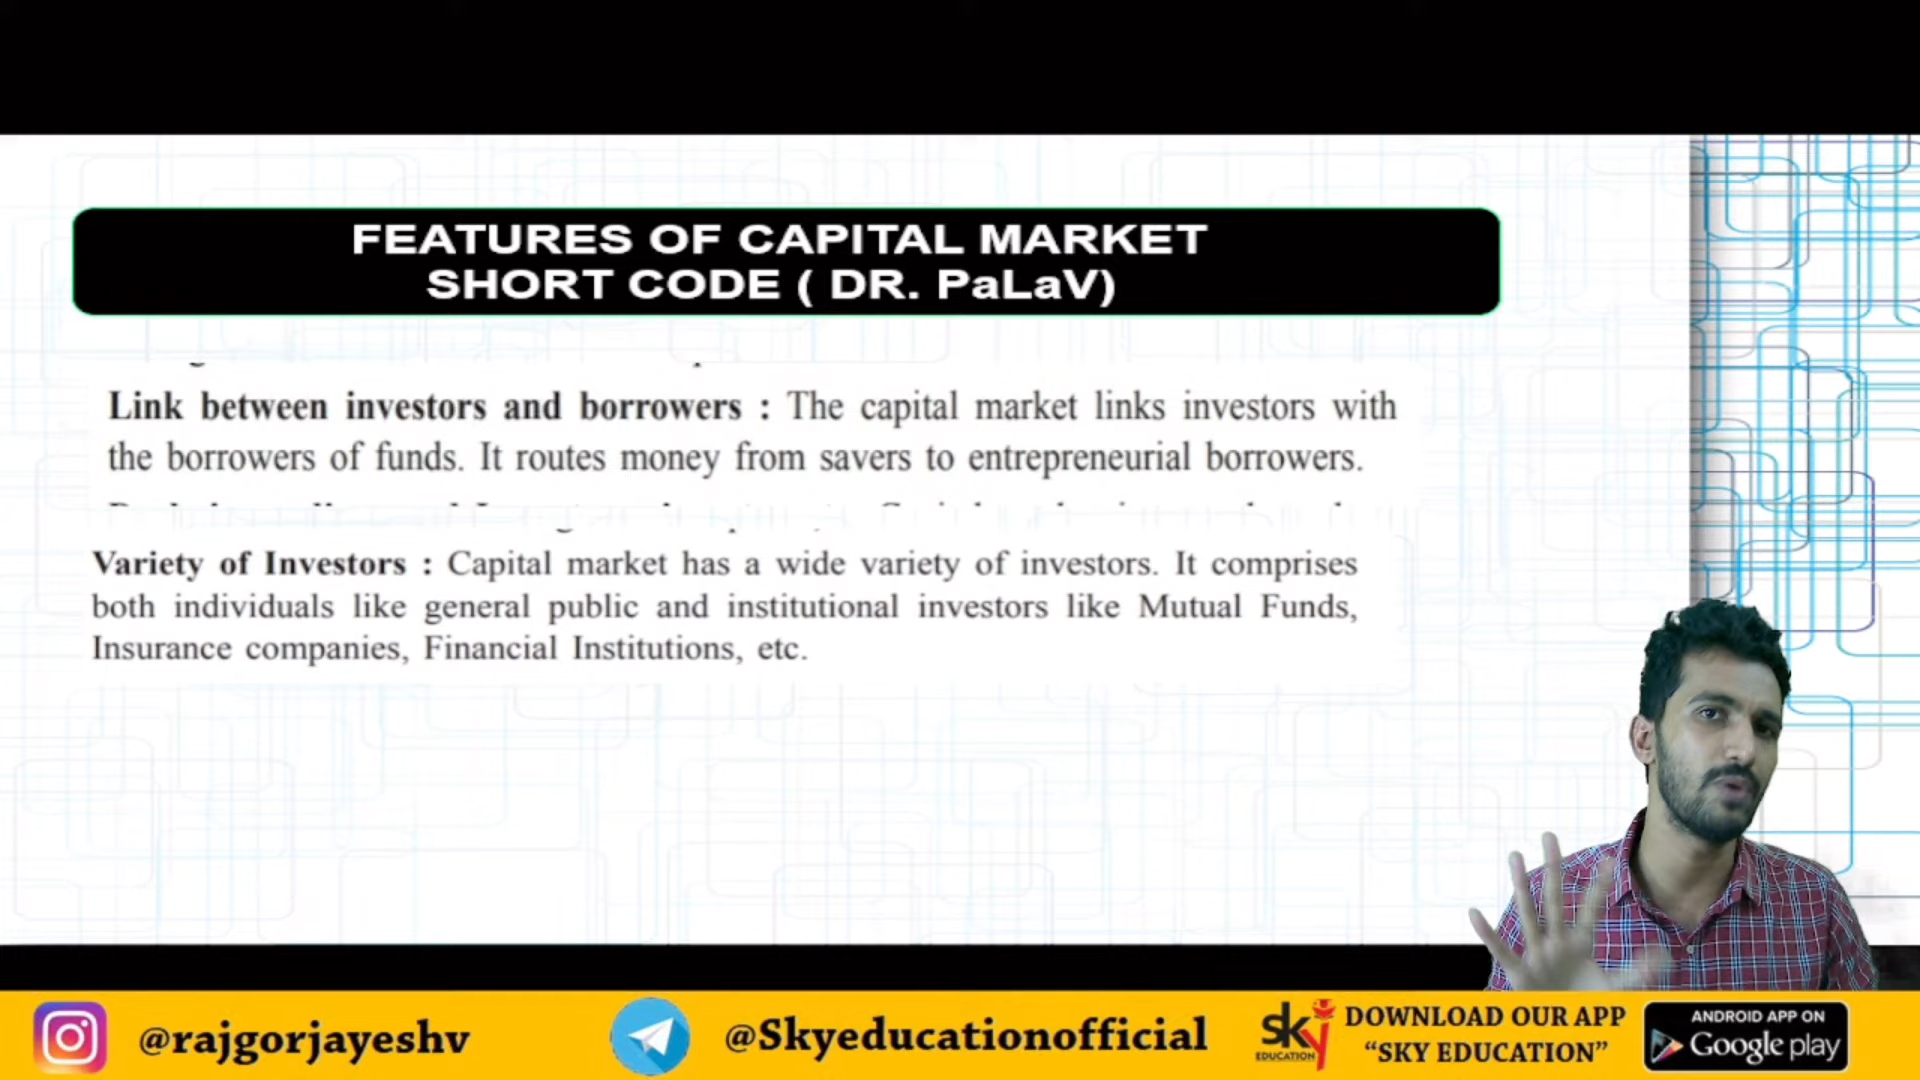 FEATURES OF CAPITAL MARKET
SHORT CODE ( DR. PaLaV)
Link between investors and borrowers : The capital market links investors with
the borrowers of funds. It routes money from savers to entrepreneurial borrowers.
Variety of Investors : Capital market has a wide variety of investors. It comprises
both individuals like general public and institutional investors like Mutual Funds,
Insurance companies, Financial Institutions, etc.
@rajgorjayeshv
@Skyeducationofficial
sky
EDUCATION
DOWNLOAD OUR APP
“SKY EDUCATION”
ANDROID APP ON
Google play